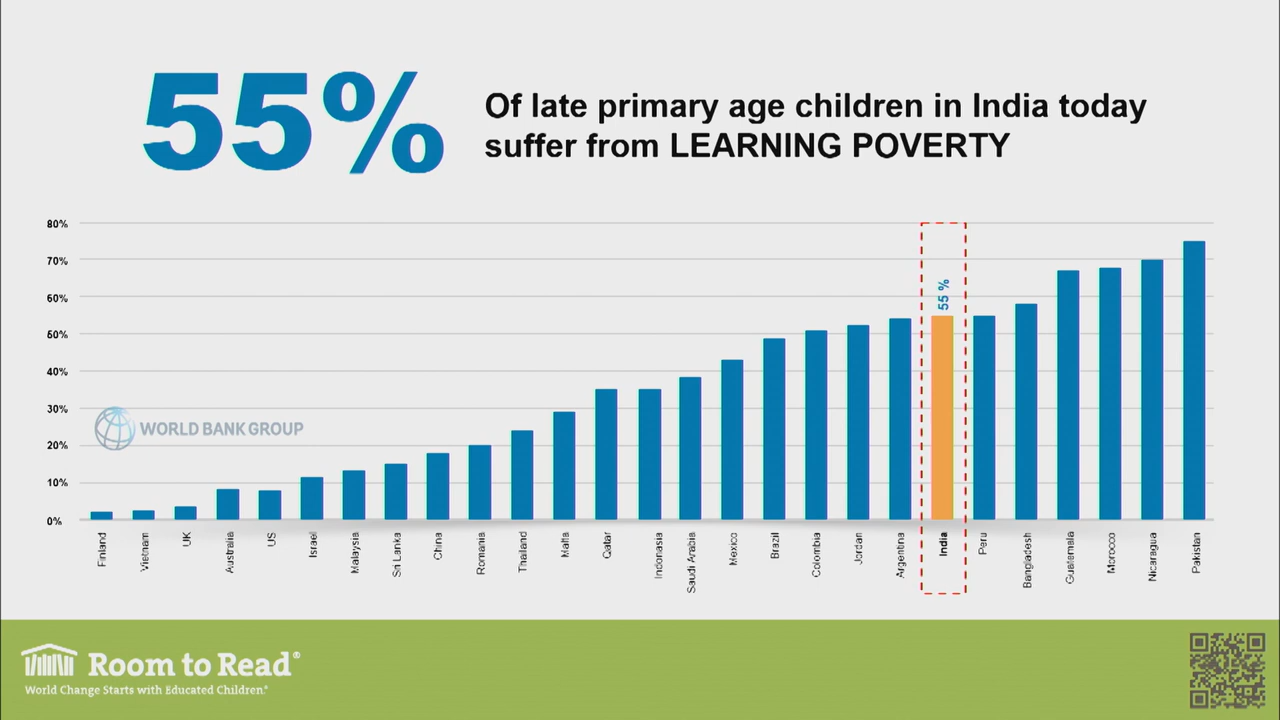 55%
Of late primary age children in India today
suffer from LEARNING POVERTY
80%
70%
60%
50%
40%
30%
20%
10%
0%
55 %
WORLD BANK GROUP
Finland
Vietnam
UK
Australia
US
Israel
Malaysia
Sri Lanka
China
Romania
Thailand
Malta
Qatar
Indonasia
Saudi Arabia
Mexico
Brazil
Colombia
Jordan
Argentina
India
Peru
Bangladesh
Guatemala
Morocco
Nicaragua
Pakistan
Room to Read®
World Change Starts with Educated Children.®